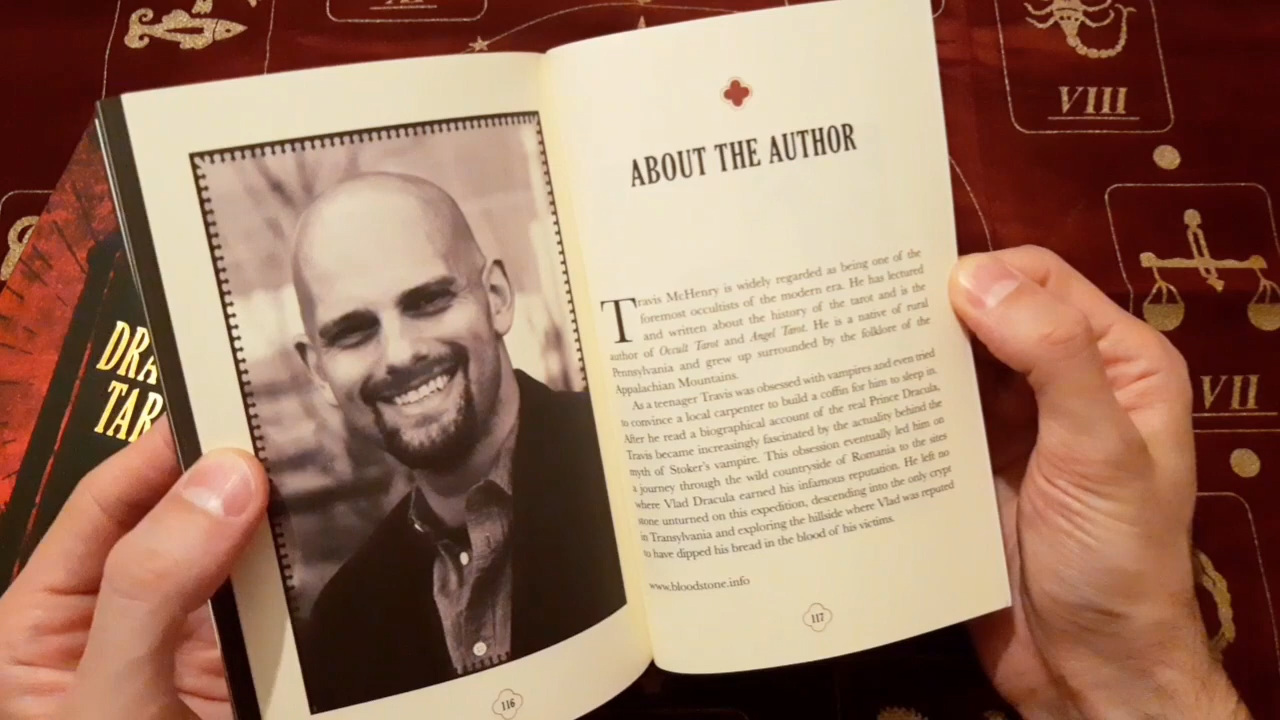 XI
VIII
VII
DRA
TAR
116
ABOUT THE AUTHOR
Travis McHenry is widely regarded as being one of the
foremost occultists of the modern era. He has lectured
and written about the history of the tarot and is the
author of Occult Tarot and Angel Tarot. He is a native of rural
Pennsylvania and grew up surrounded by the folklore of the
Appalachian Mountains.
As a teenager Travis was obsessed with vampires and even tried
to convince a local carpenter to build a coffin for him to sleep in.
After he read a biographical account of the real Prince Dracula,
Travis became increasingly fascinated by the actuality behind the
myth of Stoker's vampire. This obsession eventually led him on
a journey through the wild countryside of Romania to the sites
where Vlad Dracula earned his infamous reputation. He left no
stone unturned on this expedition, descending into the only crypt
in Transylvania and exploring the hillside where Vlad was reputed
to have dipped his bread in the blood of his victims.
www.bloodstone.info
117